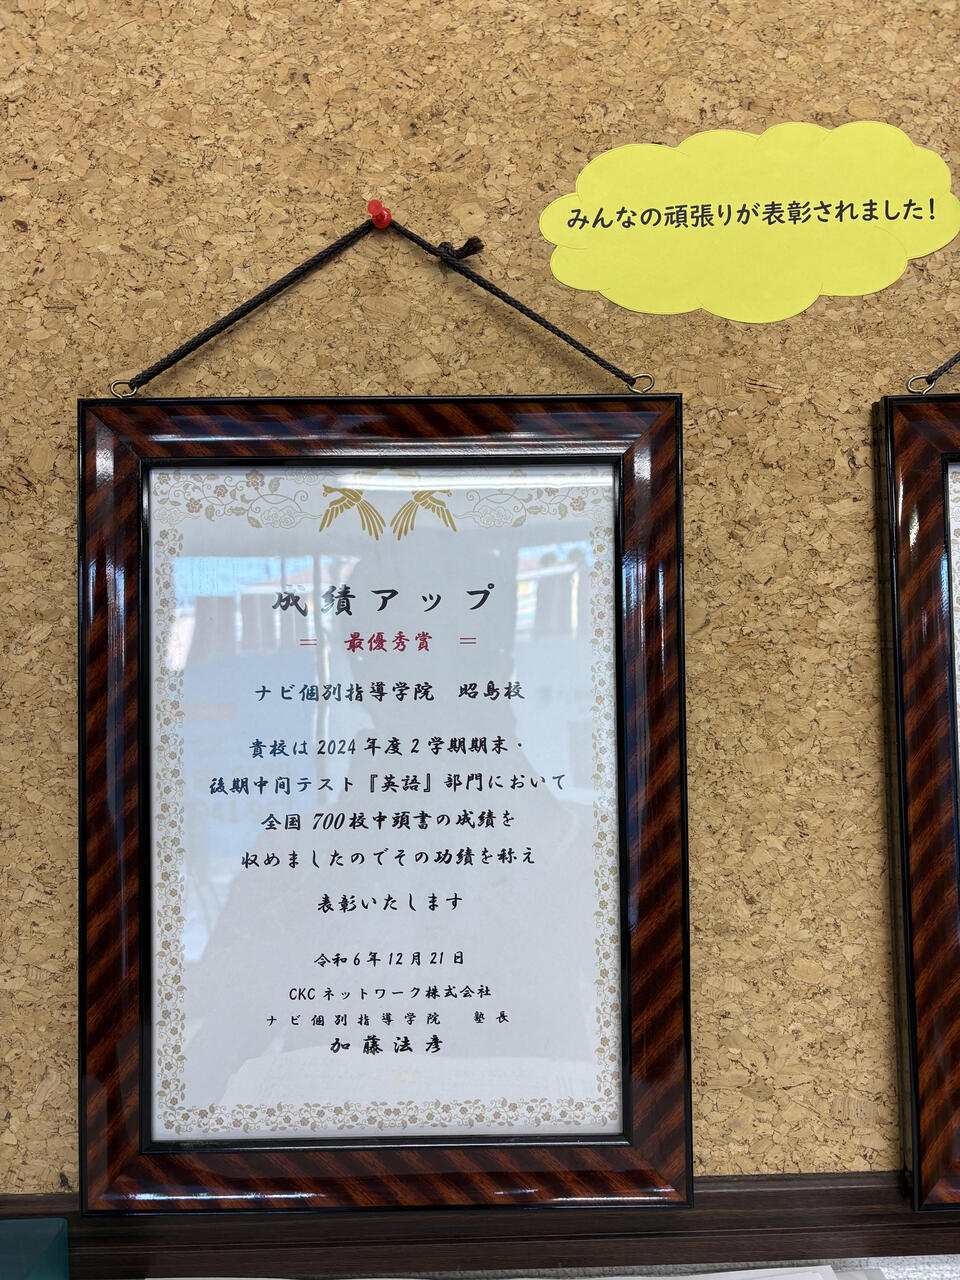 みんなの頑張りが表彰されました！
成績アップ
＝ 最優秀賞 ＝
ナビ個別指導学院 昭島校
貴校は2024年度2学期期末・
後期中間テスト『英語』部門において
全国700校中頭書の成績を
収めましたのでその功績を称え
表彰いたします
令和6年12月21日
CKCネットワーク株式会社
ナビ個別指導学院 塾長
加藤法彦